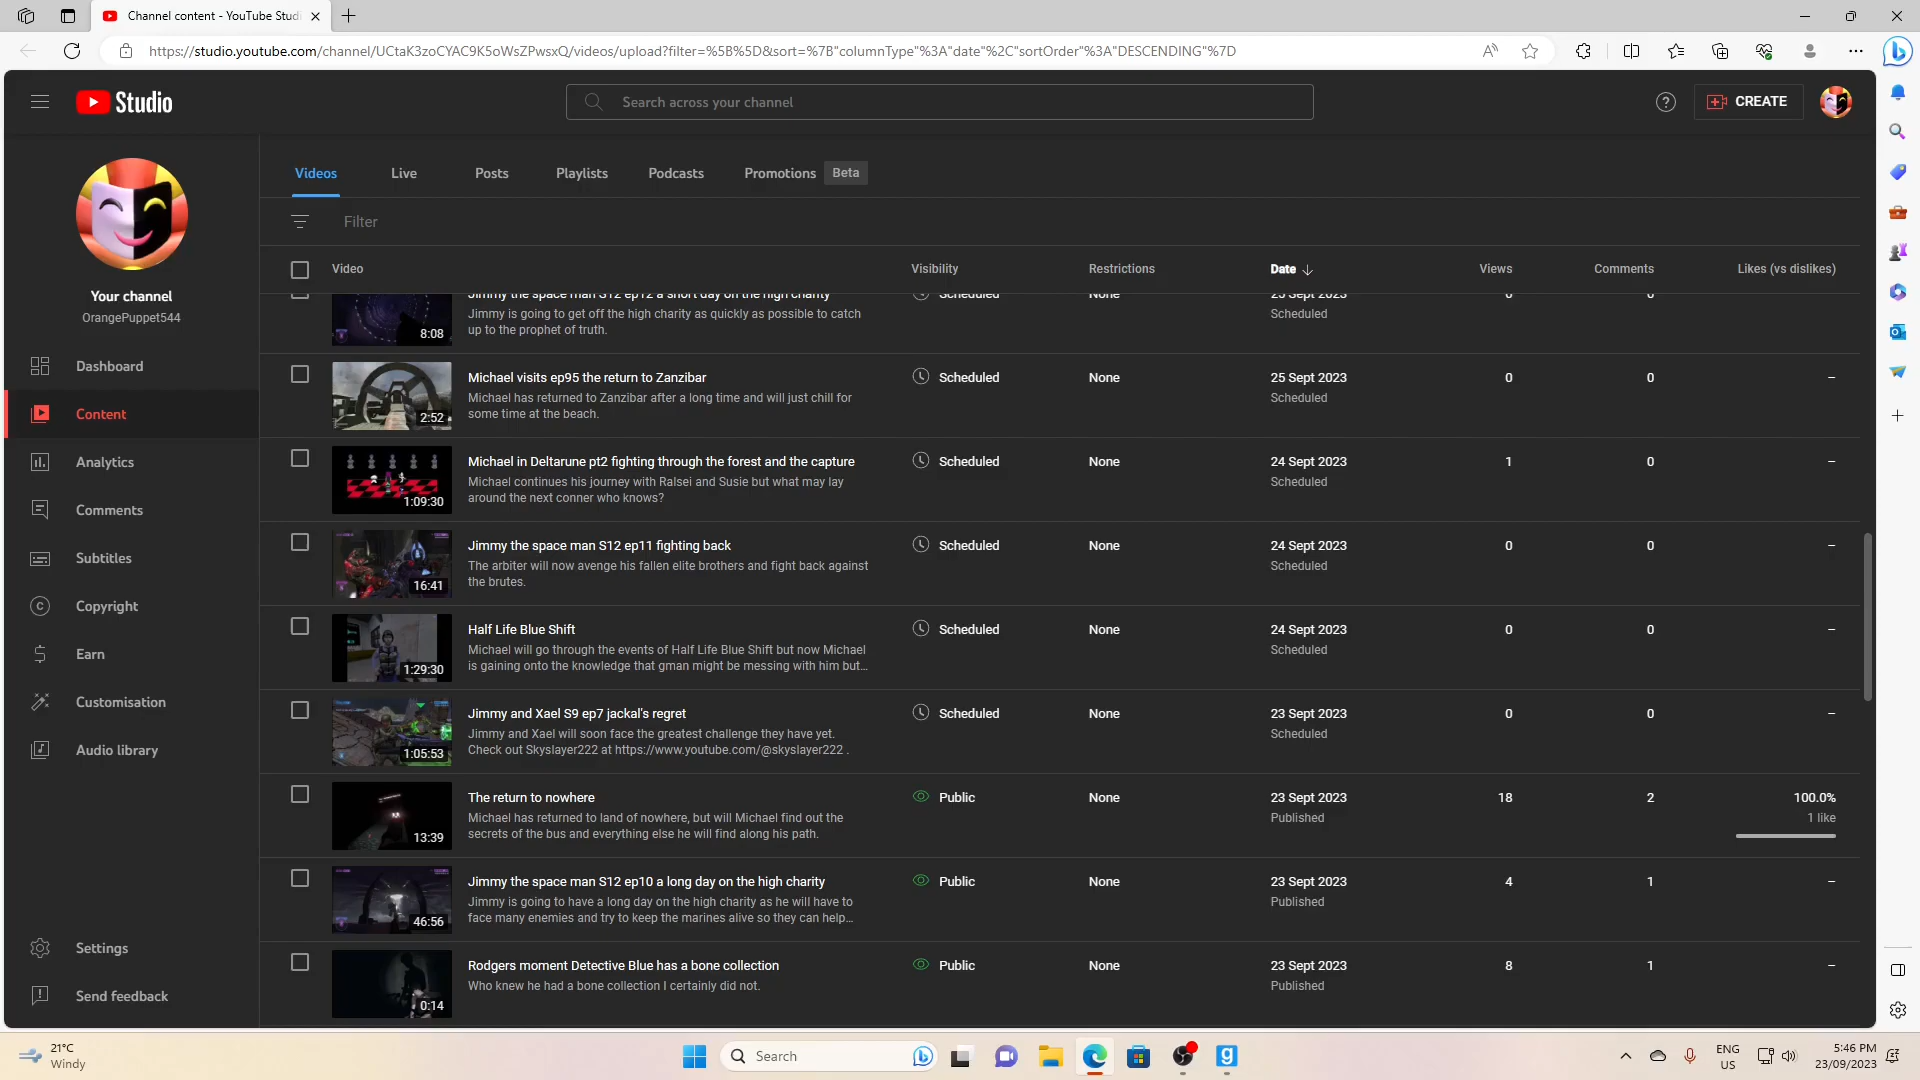 Channel content - YouTube Studi
https://studio.youtube.com/channel/UCtaK3zoCYAC9K5oWsZPwsxQ/videos/upload?filter=%5B%5D&sort=%7B"columnType"%3A"date"%2C"sortOrder"%3A"DESCENDING"%7D
Studio
Search across your channel
CREATE
Your channel
OrangePuppet544
Dashboard
Content
Analytics
Comments
Subtitles
Copyright
Earn
Customisation
Audio library
Settings
Send feedback
Videos Live Posts Playlists Podcasts Promotions Beta
Filter
Video Visibility Restrictions Date Views Comments Likes (vs dislikes)
Jimmy the space man S12 ep12 a short day on the high charity Scheduled None 25 Sept 2023 0 0
Jimmy is going to get off the high charity as quickly as possible to catch Scheduled
up to the prophet of truth.
8:08
Michael visits ep95 the return to Zanzibar Scheduled None 25 Sept 2023 0 0 –
Michael has returned to Zanzibar after a long time and will just chill for Scheduled
some time at the beach.
2:52
Michael in Deltarune pt2 fighting through the forest and the capture Scheduled None 24 Sept 2023 1 0 –
Michael continues his journey with Ralsei and Susie but what may lay Scheduled
around the next conner who knows?
1:09:30
Jimmy the space man S12 ep11 fighting back Scheduled None 24 Sept 2023 0 0 –
The arbiter will now avenge his fallen elite brothers and fight back against Scheduled
the brutes.
16:41
Half Life Blue Shift Scheduled None 24 Sept 2023 0 0 –
Michael will go through the events of Half Life Blue Shift but now Michael Scheduled
is gaining onto the knowledge that gman might be messing with him but...
1:29:30
Jimmy and Xael S9 ep7 jackal's regret Scheduled None 23 Sept 2023 0 0 –
Jimmy and Xael will soon face the greatest challenge they have yet. Scheduled
Check out Skyslayer222 at https://www.youtube.com/@skyslayer222 .
1:05:53
The return to nowhere Public None 23 Sept 2023 18 2 100.0%
Michael has returned to land of nowhere, but will Michael find out the Published 1 like
secrets of the bus and everything else he will find along his path.
13:39
Jimmy the space man S12 ep10 a long day on the high charity Public None 23 Sept 2023 4 1 –
Jimmy is going to have a long day on the high charity as he will have to Published
face many enemies and try to keep the marines alive so they can help...
46:56
Rodgers moment Detective Blue has a bone collection Public None 23 Sept 2023 8 1 –
Who knew he had a bone collection I certainly did not. Published
0:14
21°C
Windy
Search
ENG
US
5:46 PM
23/09/2023